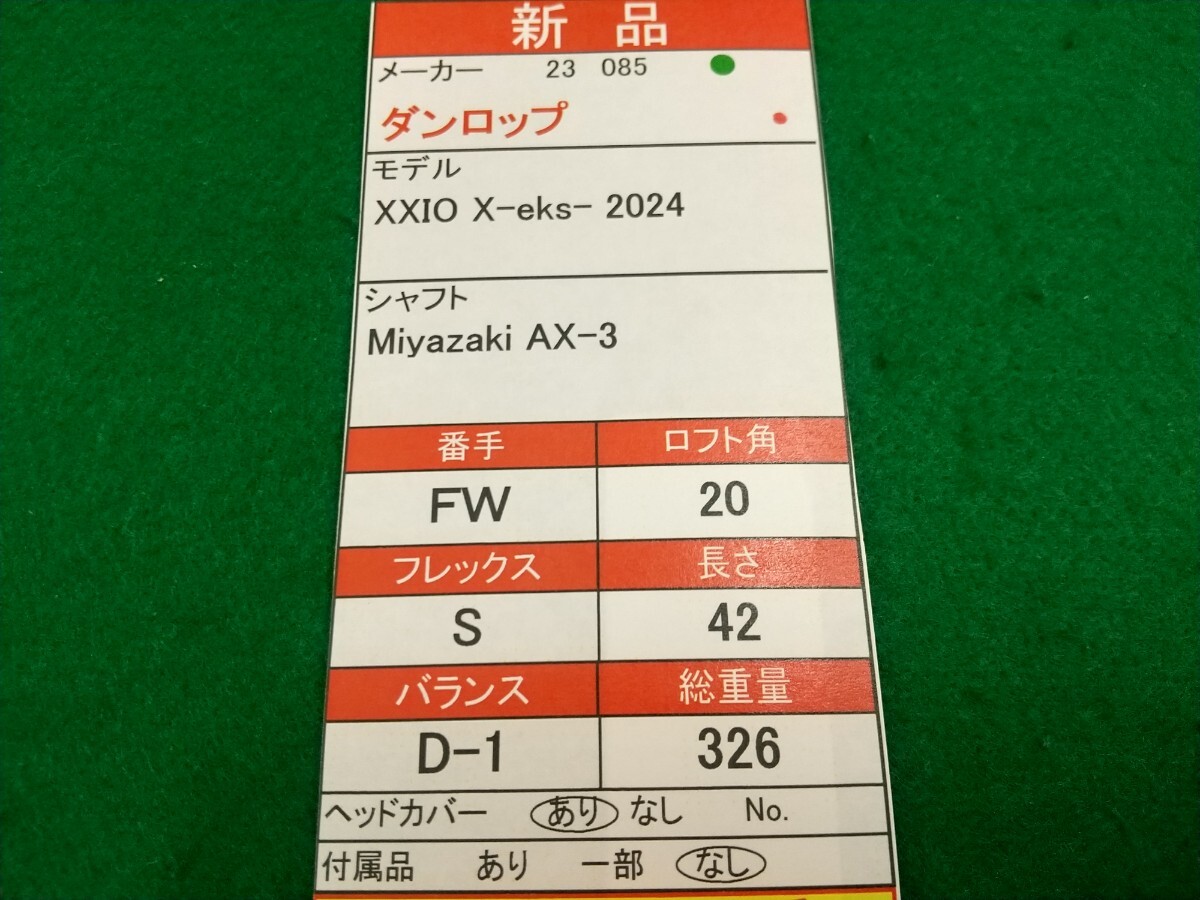 新 品
メーカー 23 085
ダンロップ
モデル
XXIO X-eks- 2024
シャフト
Miyazaki AX-3
番手 ロフト角
FW 20
フレックス 長さ
S 42
バランス 総重量
D-1 326
ヘッドカバー あり なし No.
付属品 あり 一部 なし